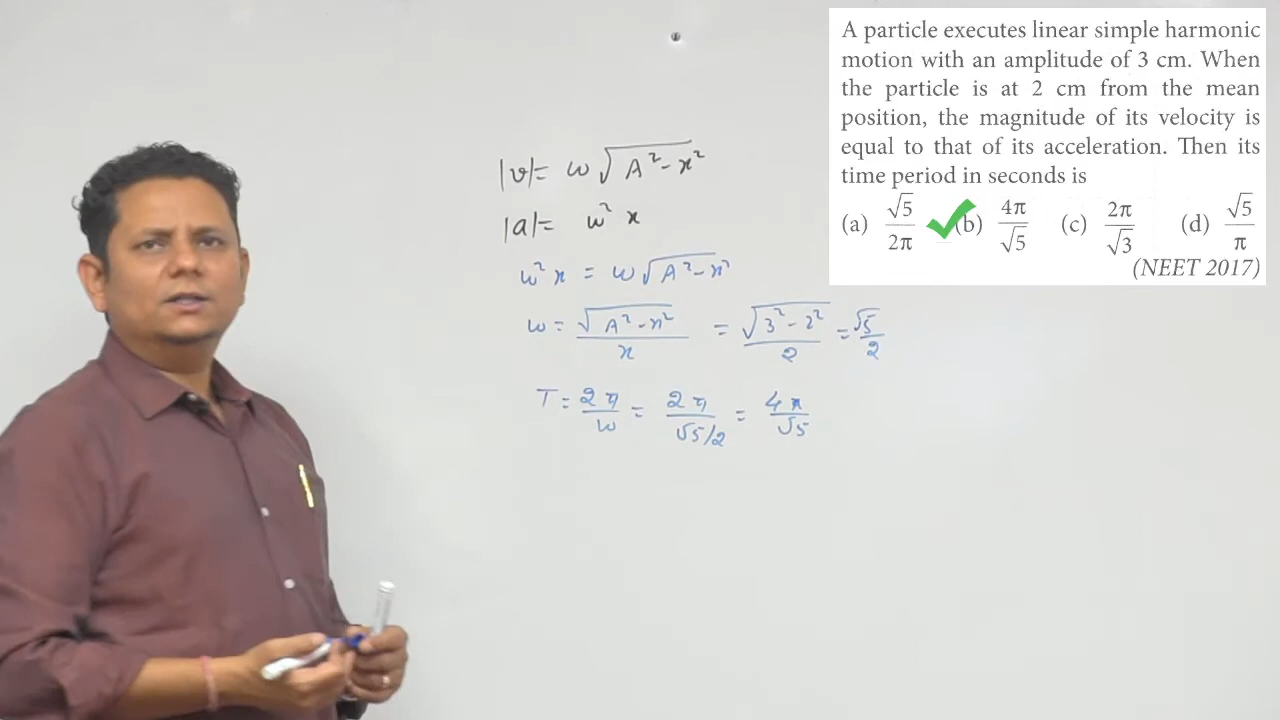 A particle executes linear simple harmonic
motion with an amplitude of 3 cm. When
the particle is at 2 cm from the mean
position, the magnitude of its velocity is
equal to that of its acceleration. Then its
time period in seconds is
(a) √5/2π (b) 4π/√5 (c) 2π/√3 (d) √5/π
(NEET 2017)
|v|= ω√(A²-x²)
|a|= ω² x
ω² x = ω√(A²-x²)
ω = √(A²-x²)/x = √(3²-2²)/2 = √5/2
T = 2π/ω = 2π/(√5/2) = 4π/√5